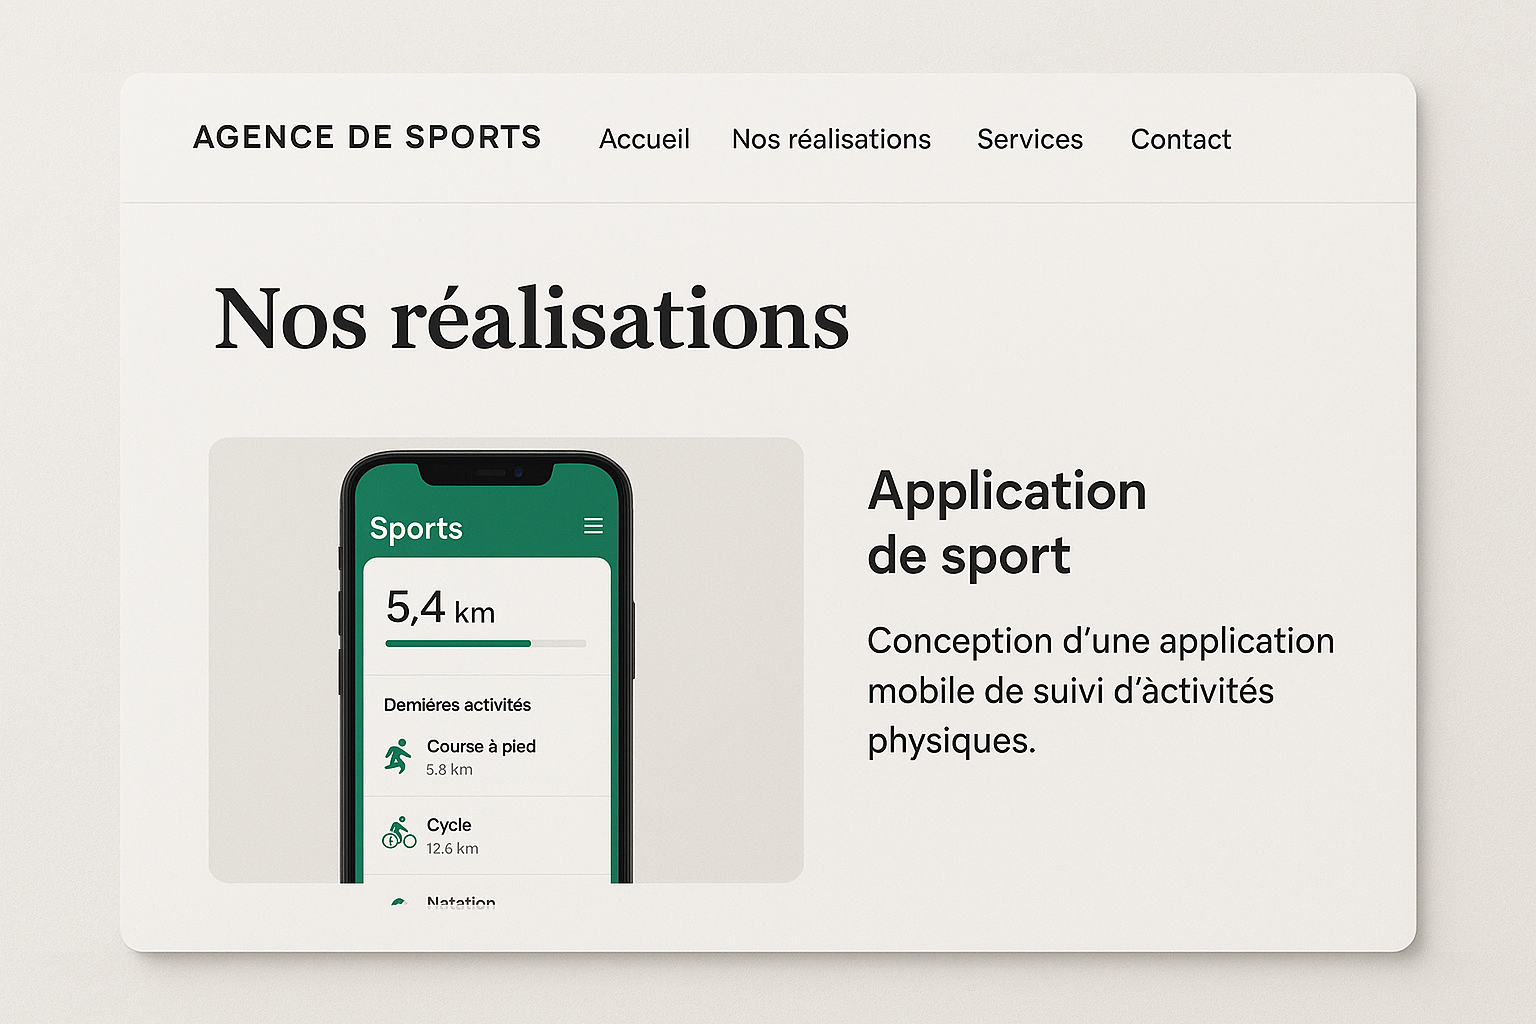 AGENCE DE SPORTS Accueil Nos réalisations Services Contact
Nos réalisations
Sports
5,4 km
Demiéres activités
Course à pied
5.8 km
Cycle
12.6 km
Natation
Application
de sport
Conception d’une application
mobile de suivi d’àctivités
physiques.